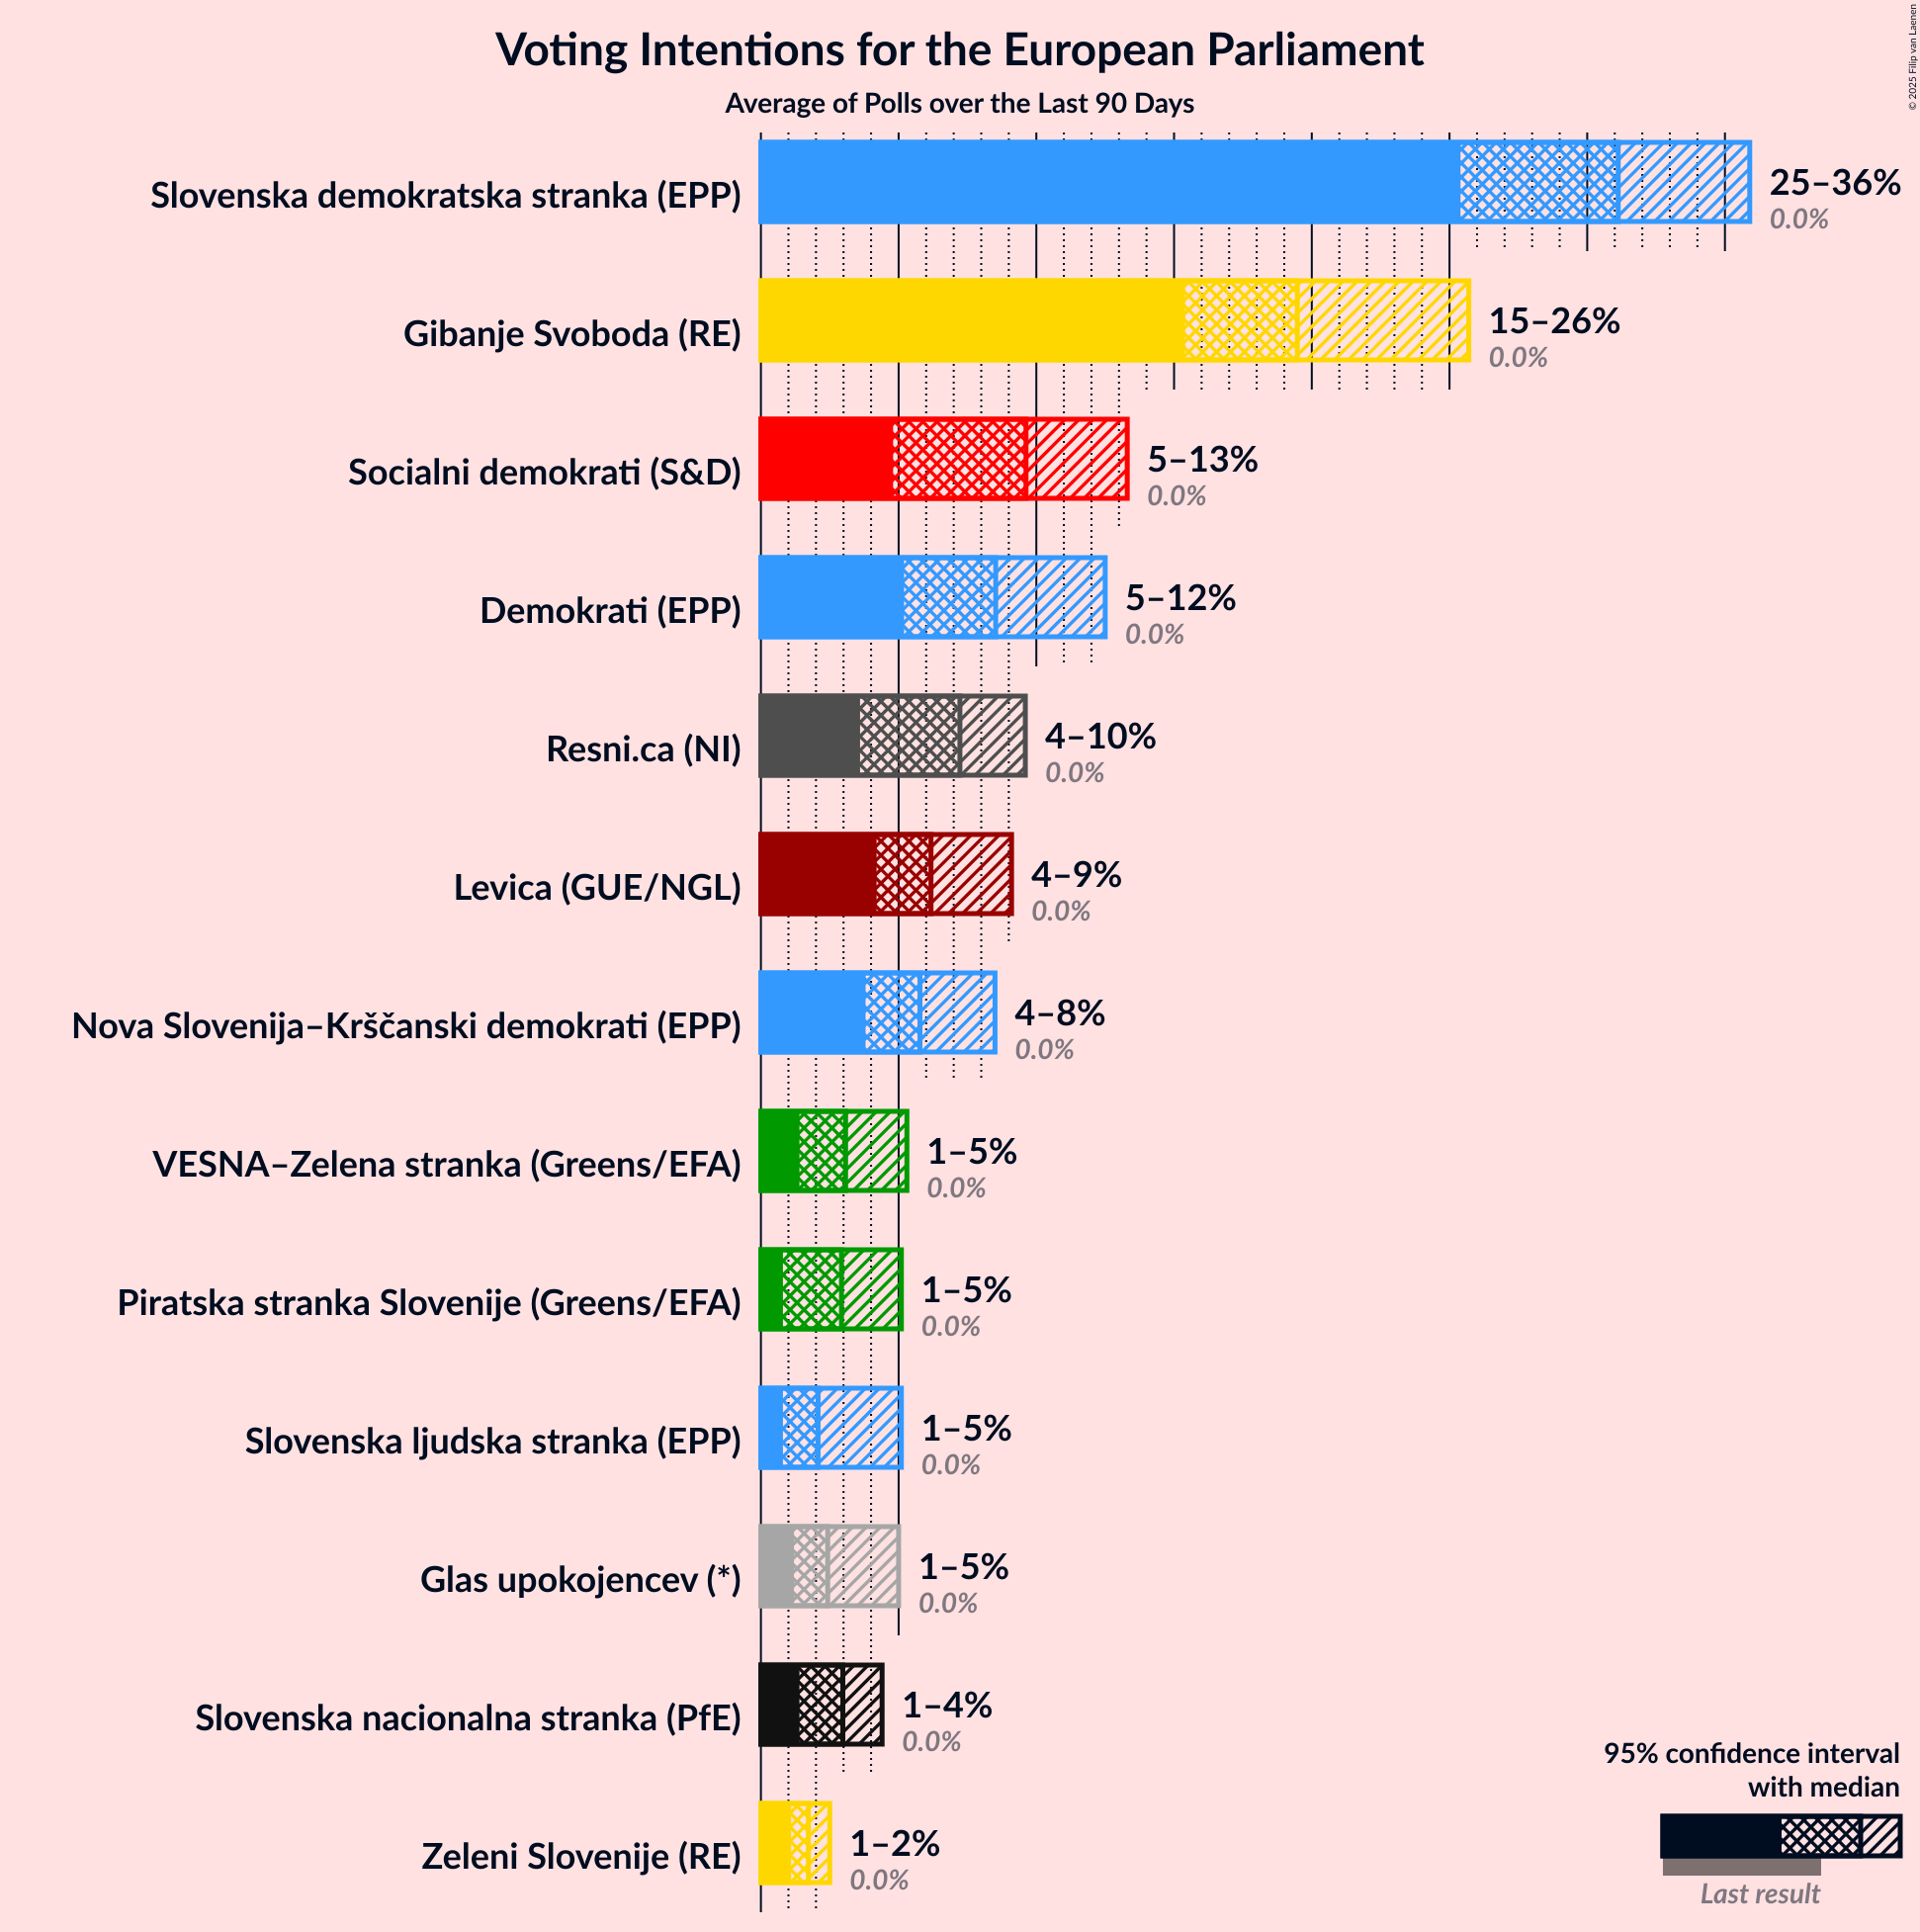 © 2025 Filip van Laenen
Voting Intentions for the European Parliament
Average of Polls over the Last 90 Days
Slovenska demokratska stranka (EPP)
25–36%
0.0%
Gibanje Svoboda (RE)
15–26%
0.0%
Socialni demokrati (S&D)
5–13%
0.0%
Demokrati (EPP)
5–12%
0.0%
Resni.ca (NI)
4–10%
0.0%
Levica (GUE/NGL)
4–9%
0.0%
Nova Slovenija–Krščanski demokrati (EPP)
4–8%
0.0%
VESNA–Zelena stranka (Greens/EFA)
1–5%
0.0%
Piratska stranka Slovenije (Greens/EFA)
1–5%
0.0%
Slovenska ljudska stranka (EPP)
1–5%
0.0%
Glas upokojencev (*)
1–5%
0.0%
Slovenska nacionalna stranka (PfE)
1–4%
0.0%
Zeleni Slovenije (RE)
1–2%
0.0%
95% confidence interval
with median
Last result